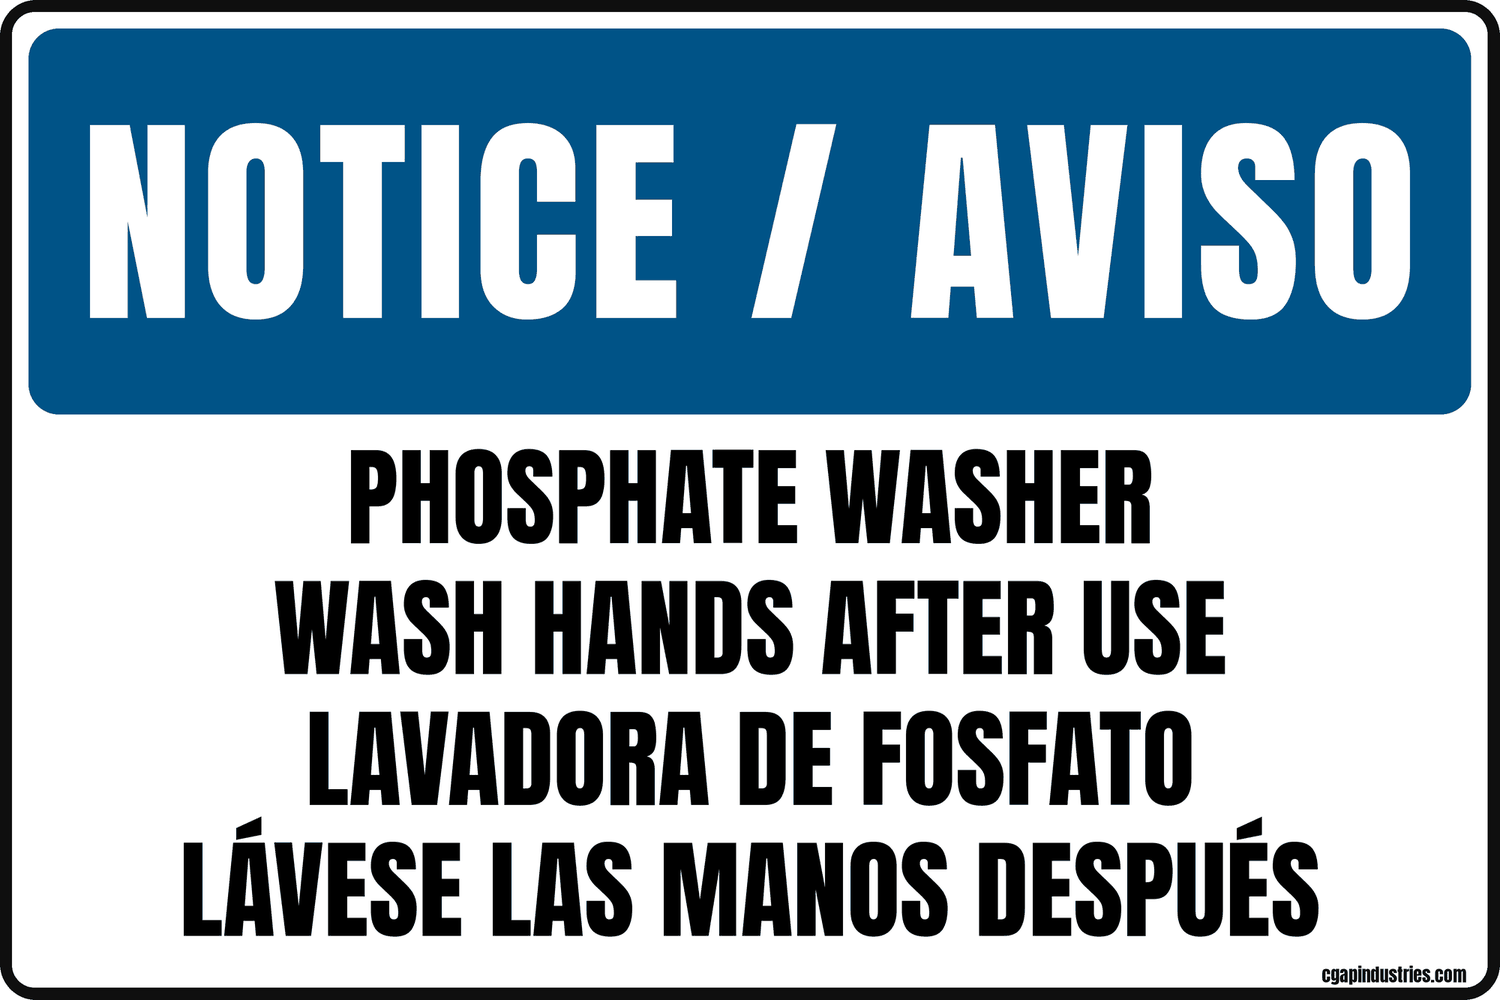 NOTICE / AVISO
PHOSPHATE WASHER
WASH HANDS AFTER USE
LAVADORA DE FOSFATO
LÁVESE LAS MANOS DESPUÉS
cgapindustries.com